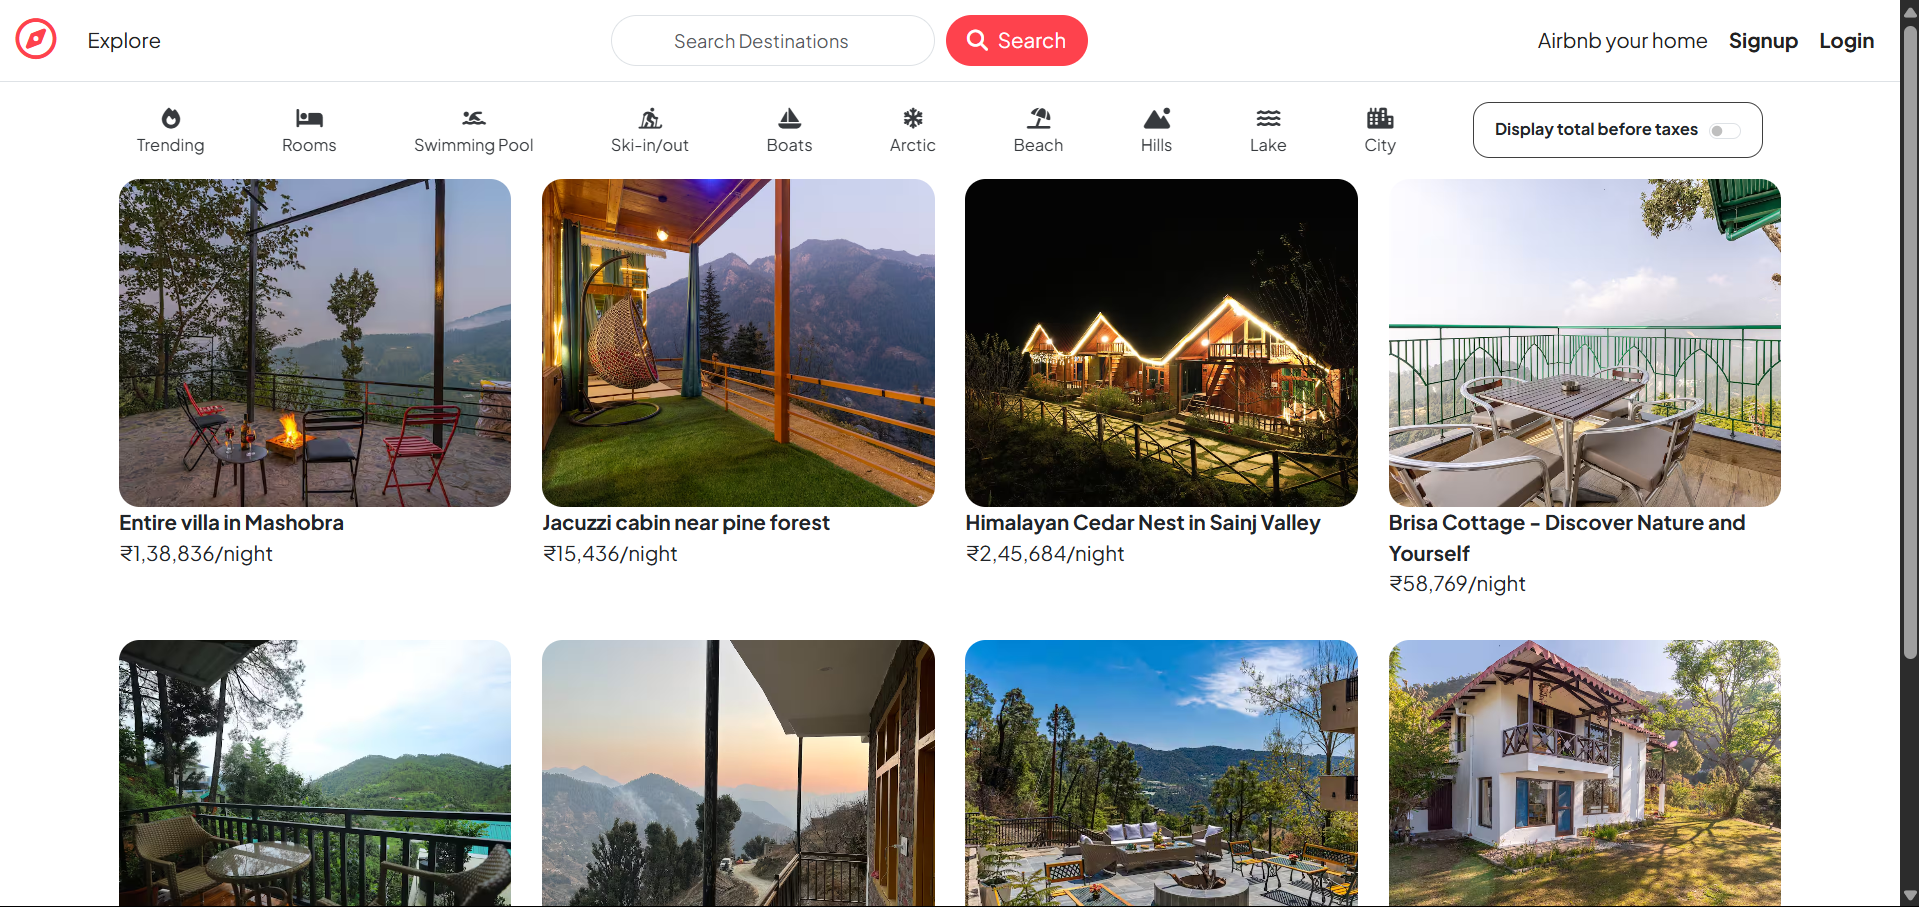 Explore
Search Destinations
Search
Airbnb your home
Signup
Login
Trending
Rooms
Swimming Pool
Ski-in/out
Boats
Arctic
Beach
Hills
Lake
City
Display total before taxes
Entire villa in Mashobra
₹1,38,836/night
Jacuzzi cabin near pine forest
₹15,436/night
Himalayan Cedar Nest in Sainj Valley
₹2,45,684/night
Brisa Cottage - Discover Nature and
Yourself
₹58,769/night